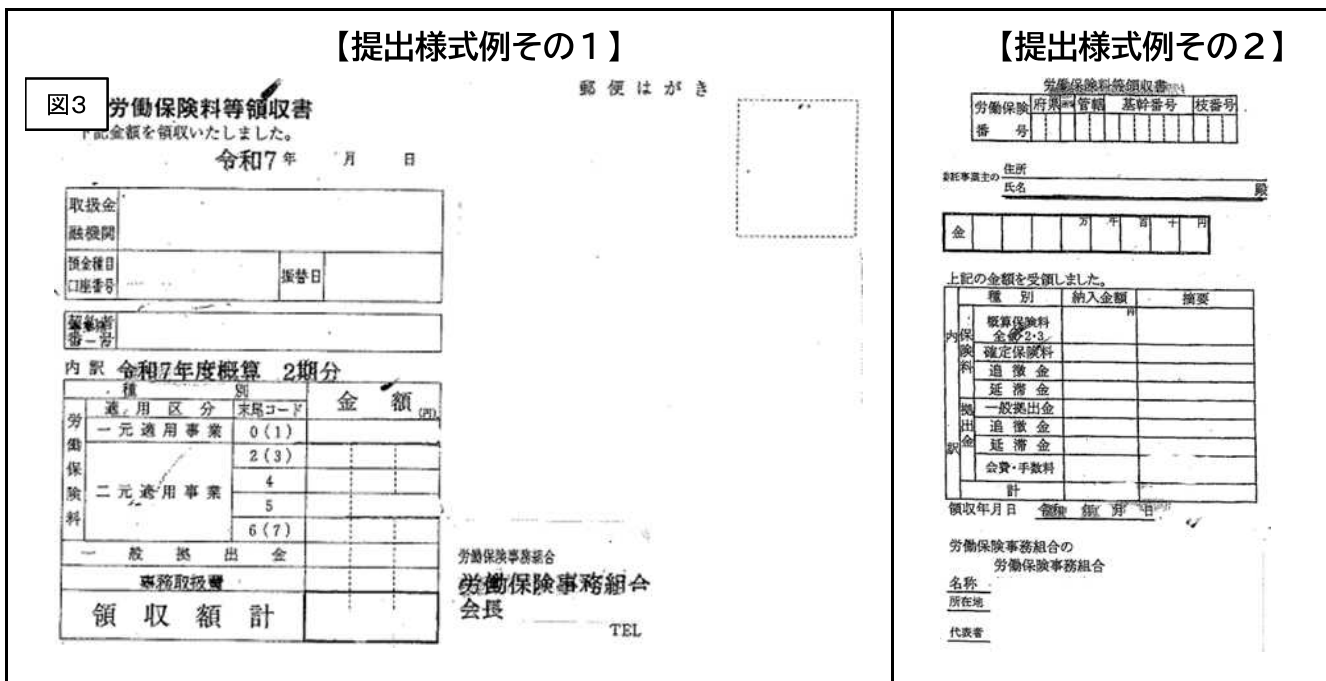 【提出様式例その1】
図3
労働保険料等領収書
下記金額を領収いたしました。
令和7年 月 日
郵便はがき
取扱金
融機関
預金種目
口座番号
振替日
内訳 令和7年度概算 2期分
種 別
金 額 (円)
労働保険料
適用区分 末尾コード
一元適用事業 0(1)
二元適用事業
2(3)
4
5
6(7)
一般拠出金
事務取扱費
領収額計
労働保険事務組合
労働保険事務組合
会長
TEL
【提出様式例その2】
労働保険料等領収書
労働保険
番号
府県 管轄 基幹番号 枝番号
委託事業主の
住所
氏名 殿
金 万 千 百 十 円
上記の金額を受領しました。
内訳
種別 納入金額 摘要
保険料
概算保険料 円
全期・2・3
確定保険料
追徴金
延滞金
拠出金
一般拠出金
追徴金
延滞金
会費・手数料
計
領収年月日
労働保険事務組合の
労働保険事務組合
名称
所在地
代表者